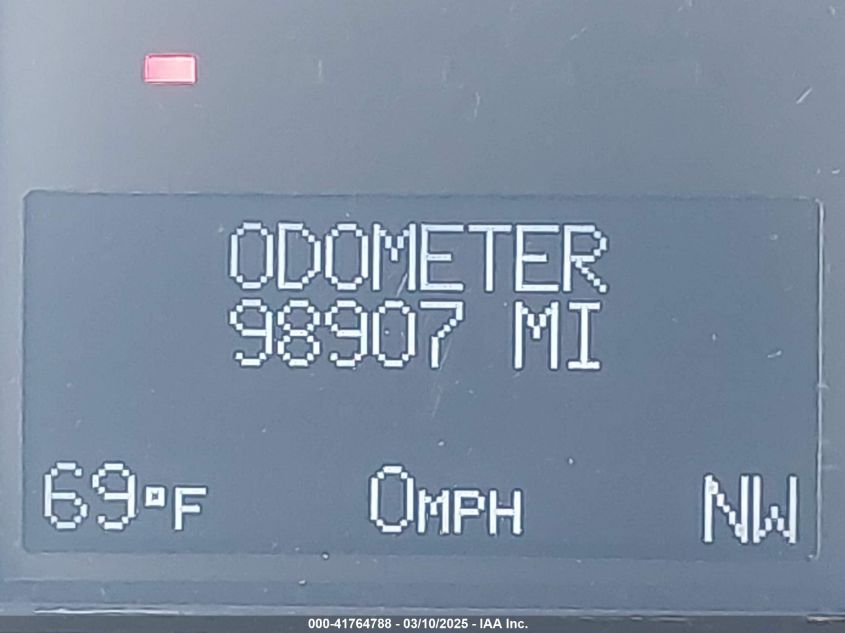 ODOMETER
98907 MI
69°F 0MPH NW
000-41764788 - 03/10/2025 - IAA Inc.